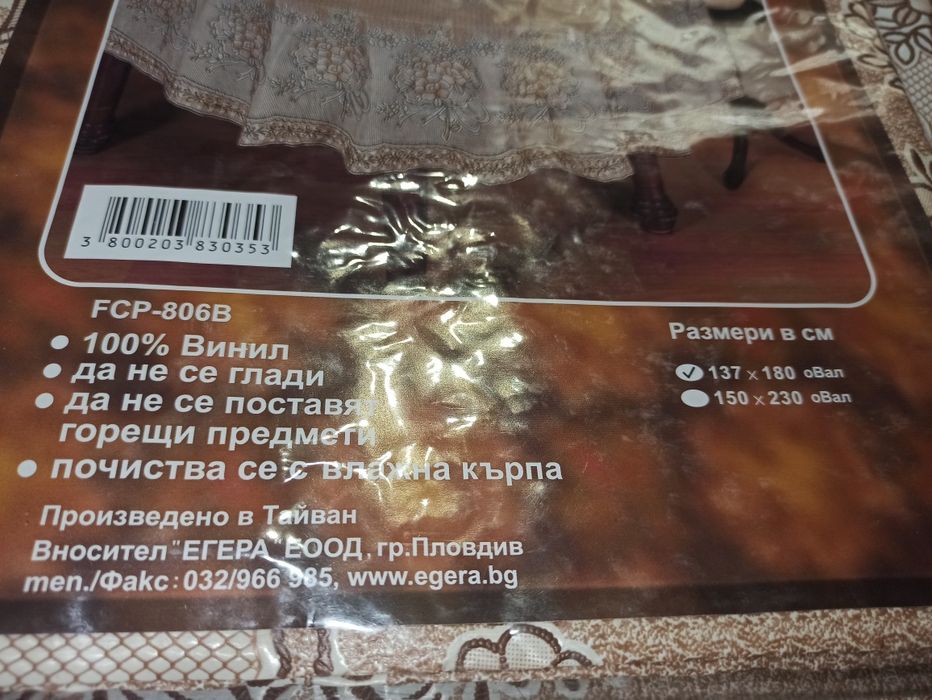 3 800203 830353
FCP-806B
• 100% Винил
• да не се глади
• да не се поставят
горещи предмети
• почиства се с влажна кърпа
Произведено в Тайван
Вносител "ЕГЕРА" ЕООД, гр.Пловдив
тел./Факс: 032/966 985, www.egera.bg
Размери в см
✓ 137 x 180 оВал
150 x 230 оВал